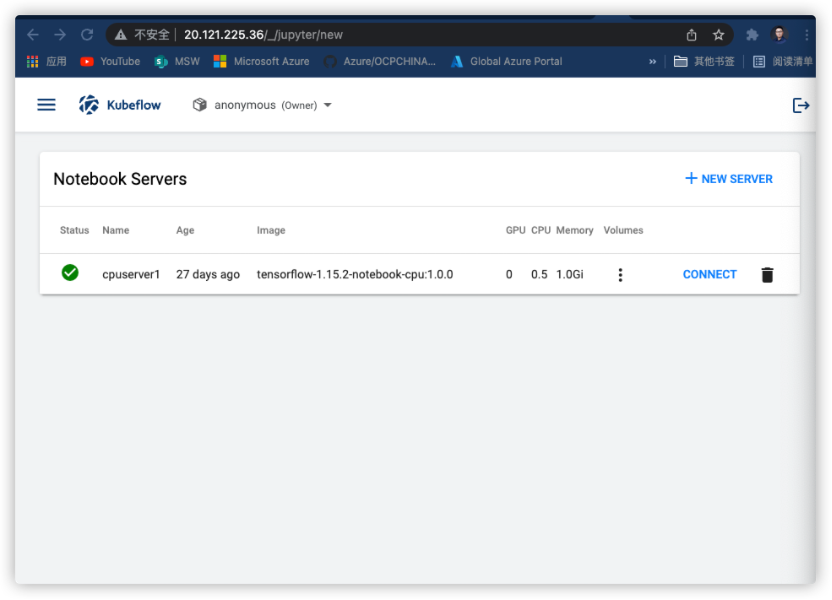 不安全 20.121.225.36/_/jupyter/new
应用 YouTube MSW Microsoft Azure Azure/OCPCHINA... Global Azure Portal » 其他书签 阅读清单
Kubeflow anonymous (Owner)
Notebook Servers + NEW SERVER
Status Name Age Image GPU CPU Memory Volumes
cpuserver1 27 days ago tensorflow-1.15.2-notebook-cpu:1.0.0 0 0.5 1.0Gi CONNECT